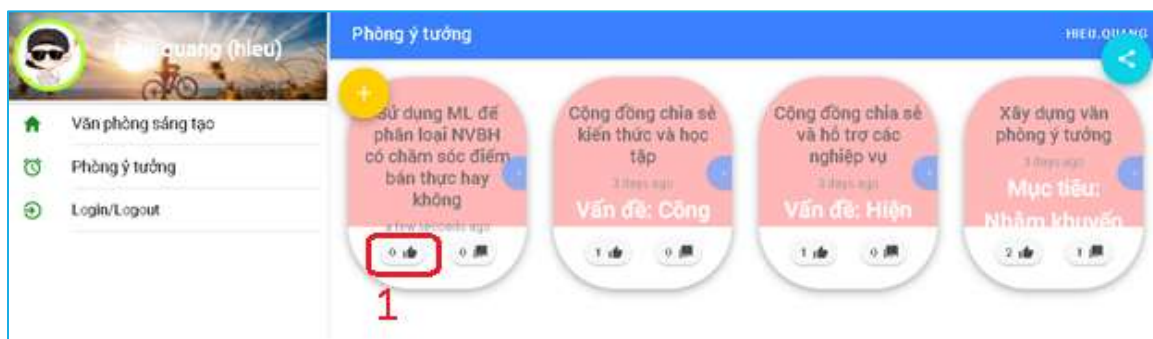 quang (hieu)
Văn phòng sáng tạo
Phòng ý tưởng
Login/Logout
Phòng ý tưởng
HIEU.QUANG
+
Sử dụng ML để
phân loại NVBH
có chăm sóc điểm
bán thực hay
không
a few seconds ago
0
0
1
Cộng đồng chia sẻ
kiến thức và học
tập
3 days ago
Vấn đề: Công
1
0
Cộng đồng chia sẻ
và hỗ trợ các
nghiệp vụ
3 days ago
Vấn đề: Hiện
1
0
Xây dựng văn
phòng ý tưởng
3 days ago
Mục tiêu:
Nhằm khuyến
2
1